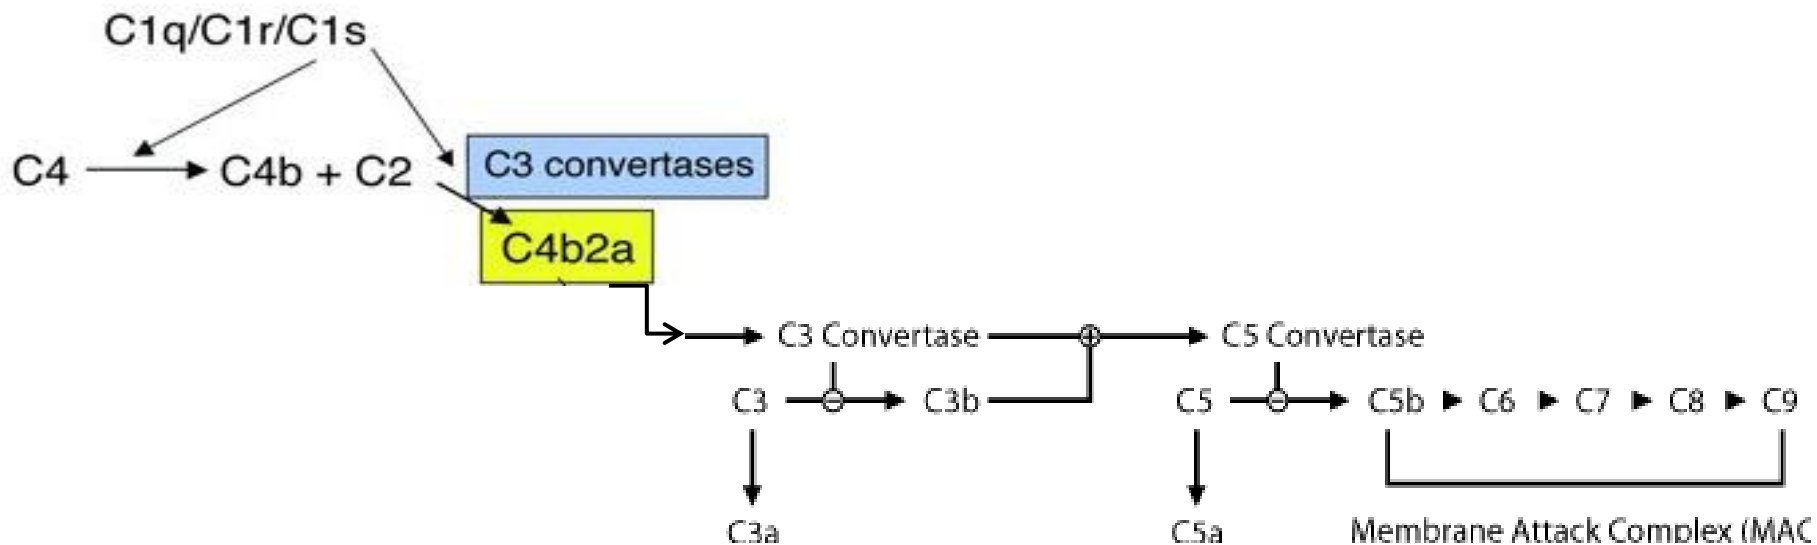 C1q/C1r/C1s
C4 C4b + C2 C3 convertases
C4b2a
C3 Convertase + C5 Convertase
C3 − C3b C5 − C5b C6 C7 C8 C9
C3a C5a Membrane Attack Complex (MAC